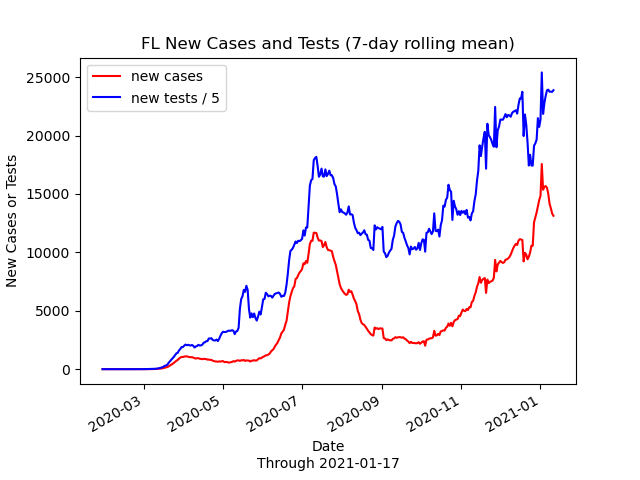 FL New Cases and Tests (7-day rolling mean)
new cases
new tests / 5
25000
20000
15000
10000
5000
0
New Cases or Tests
2020-03
2020-05
2020-07
2020-09
2020-11
2021-01
Date
Through 2021-01-17